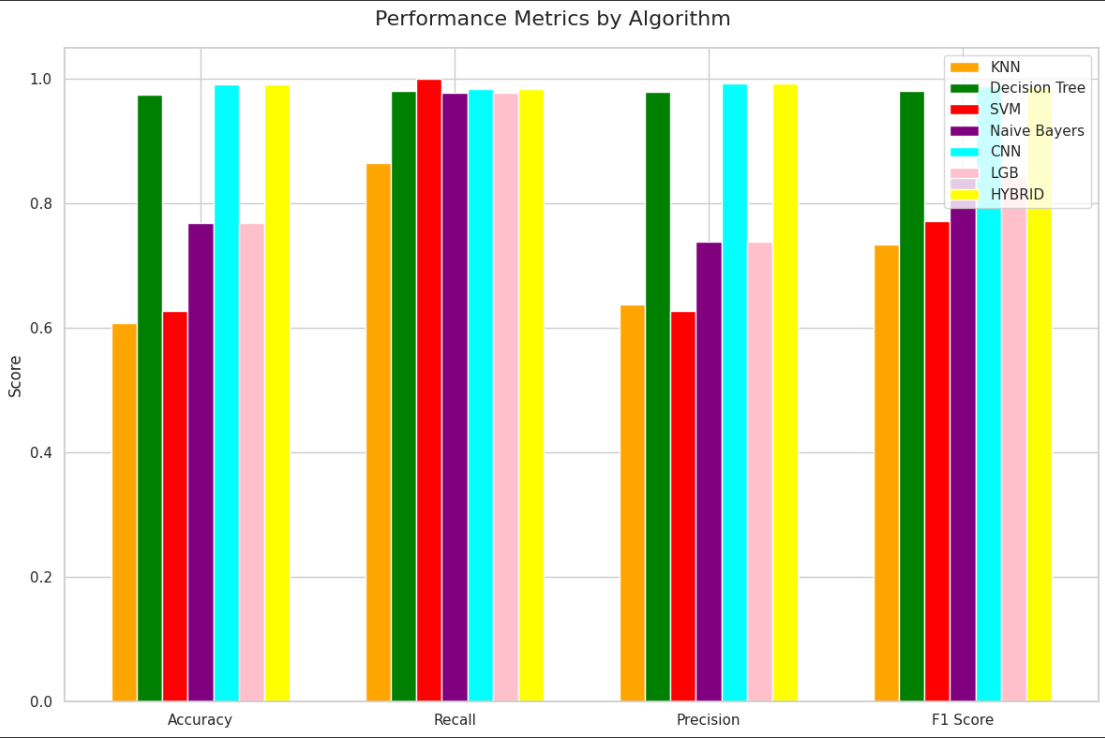 Performance Metrics by Algorithm
1.0
0.8
0.6
0.4
0.2
0.0
Score
KNN
Decision Tree
SVM
Naive Bayers
CNN
LGB
HYBRID
Accuracy
Recall
Precision
F1 Score